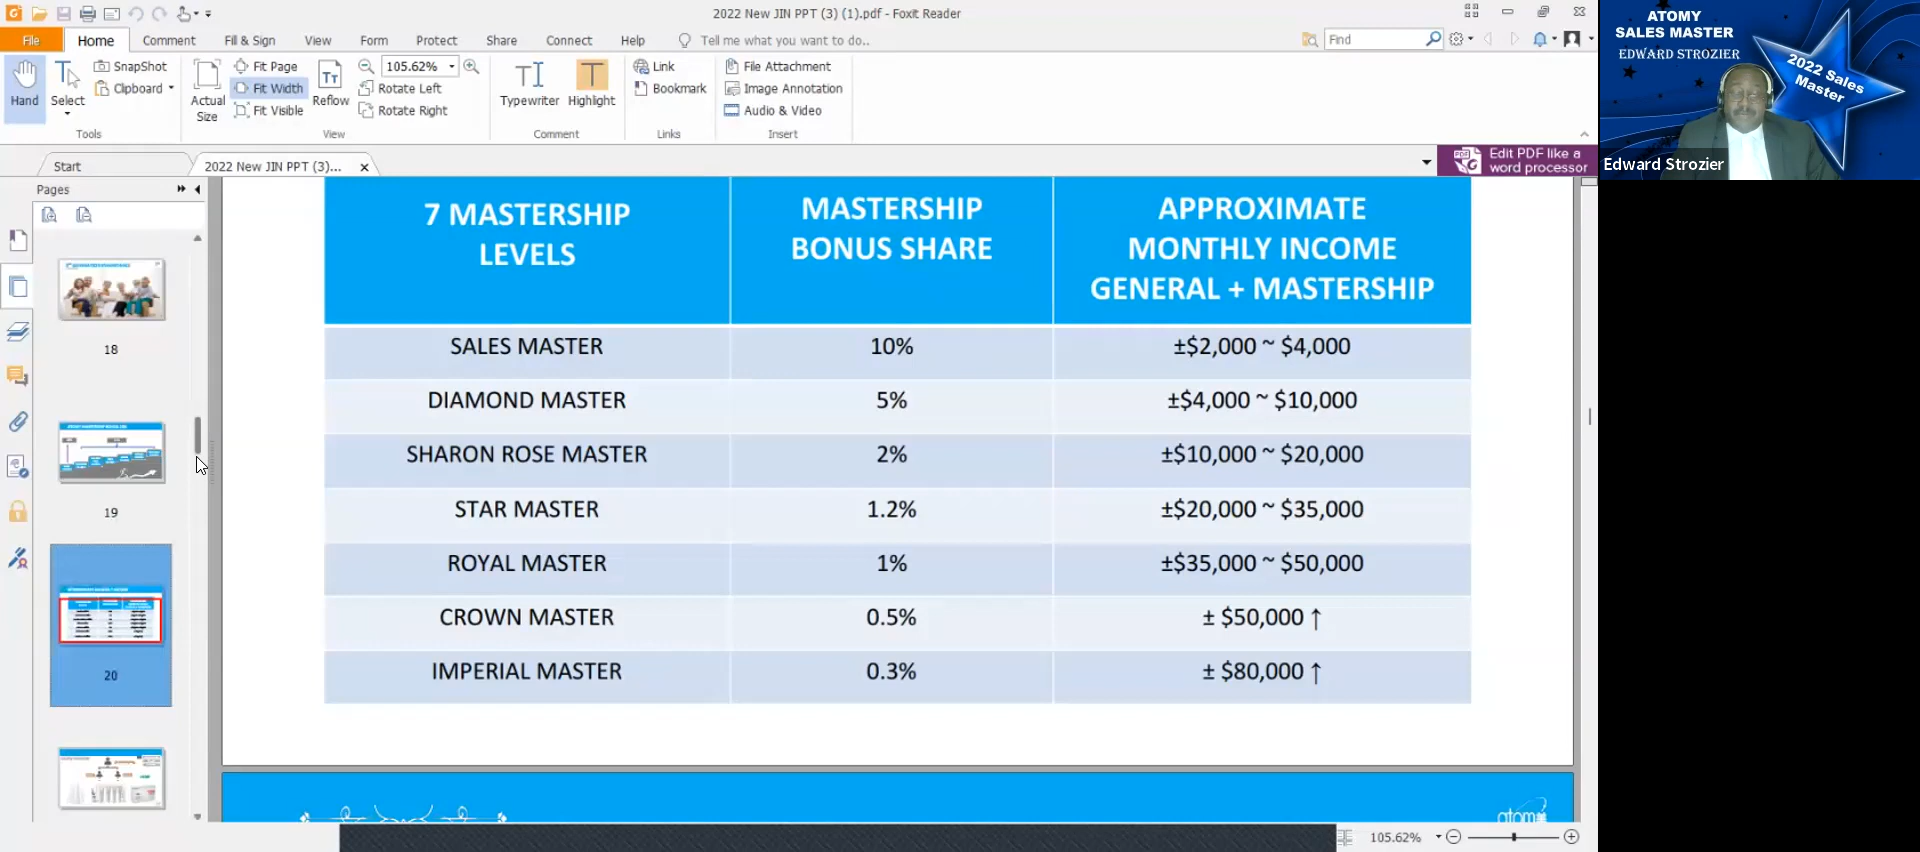 2022 New JIN PPT (3) (1).pdf - Foxit Reader
File Home Comment Fill & Sign View Form Protect Share Connect Help Tell me what you want to do.. Find
Hand
Select
SnapShot
Clipboard
Actual
Size
Fit Page
Fit Width
Fit Visible
Reflow
105.62%
Rotate Left
Rotate Right
Typewriter
Highlight
Link
Bookmark
File Attachment
Image Annotation
Audio & Video
Tools View Comment Links Insert
Start
2022 New JIN PPT (3)...
Edit PDF like a
word processor
Pages
18
19
20
7 MASTERSHIP
LEVELS
MASTERSHIP
BONUS SHARE
APPROXIMATE
MONTHLY INCOME
GENERAL + MASTERSHIP
SALES MASTER 10% ±$2,000 ~ $4,000
DIAMOND MASTER 5% ±$4,000 ~ $10,000
SHARON ROSE MASTER 2% ±$10,000 ~ $20,000
STAR MASTER 1.2% ±$20,000 ~ $35,000
ROYAL MASTER 1% ±$35,000 ~ $50,000
CROWN MASTER 0.5% ± $50,000 ↑
IMPERIAL MASTER 0.3% ± $80,000 ↑
105.62%
ATOMY
SALES MASTER
EDWARD STROZIER
2022 Sales
Master
Edward Strozier